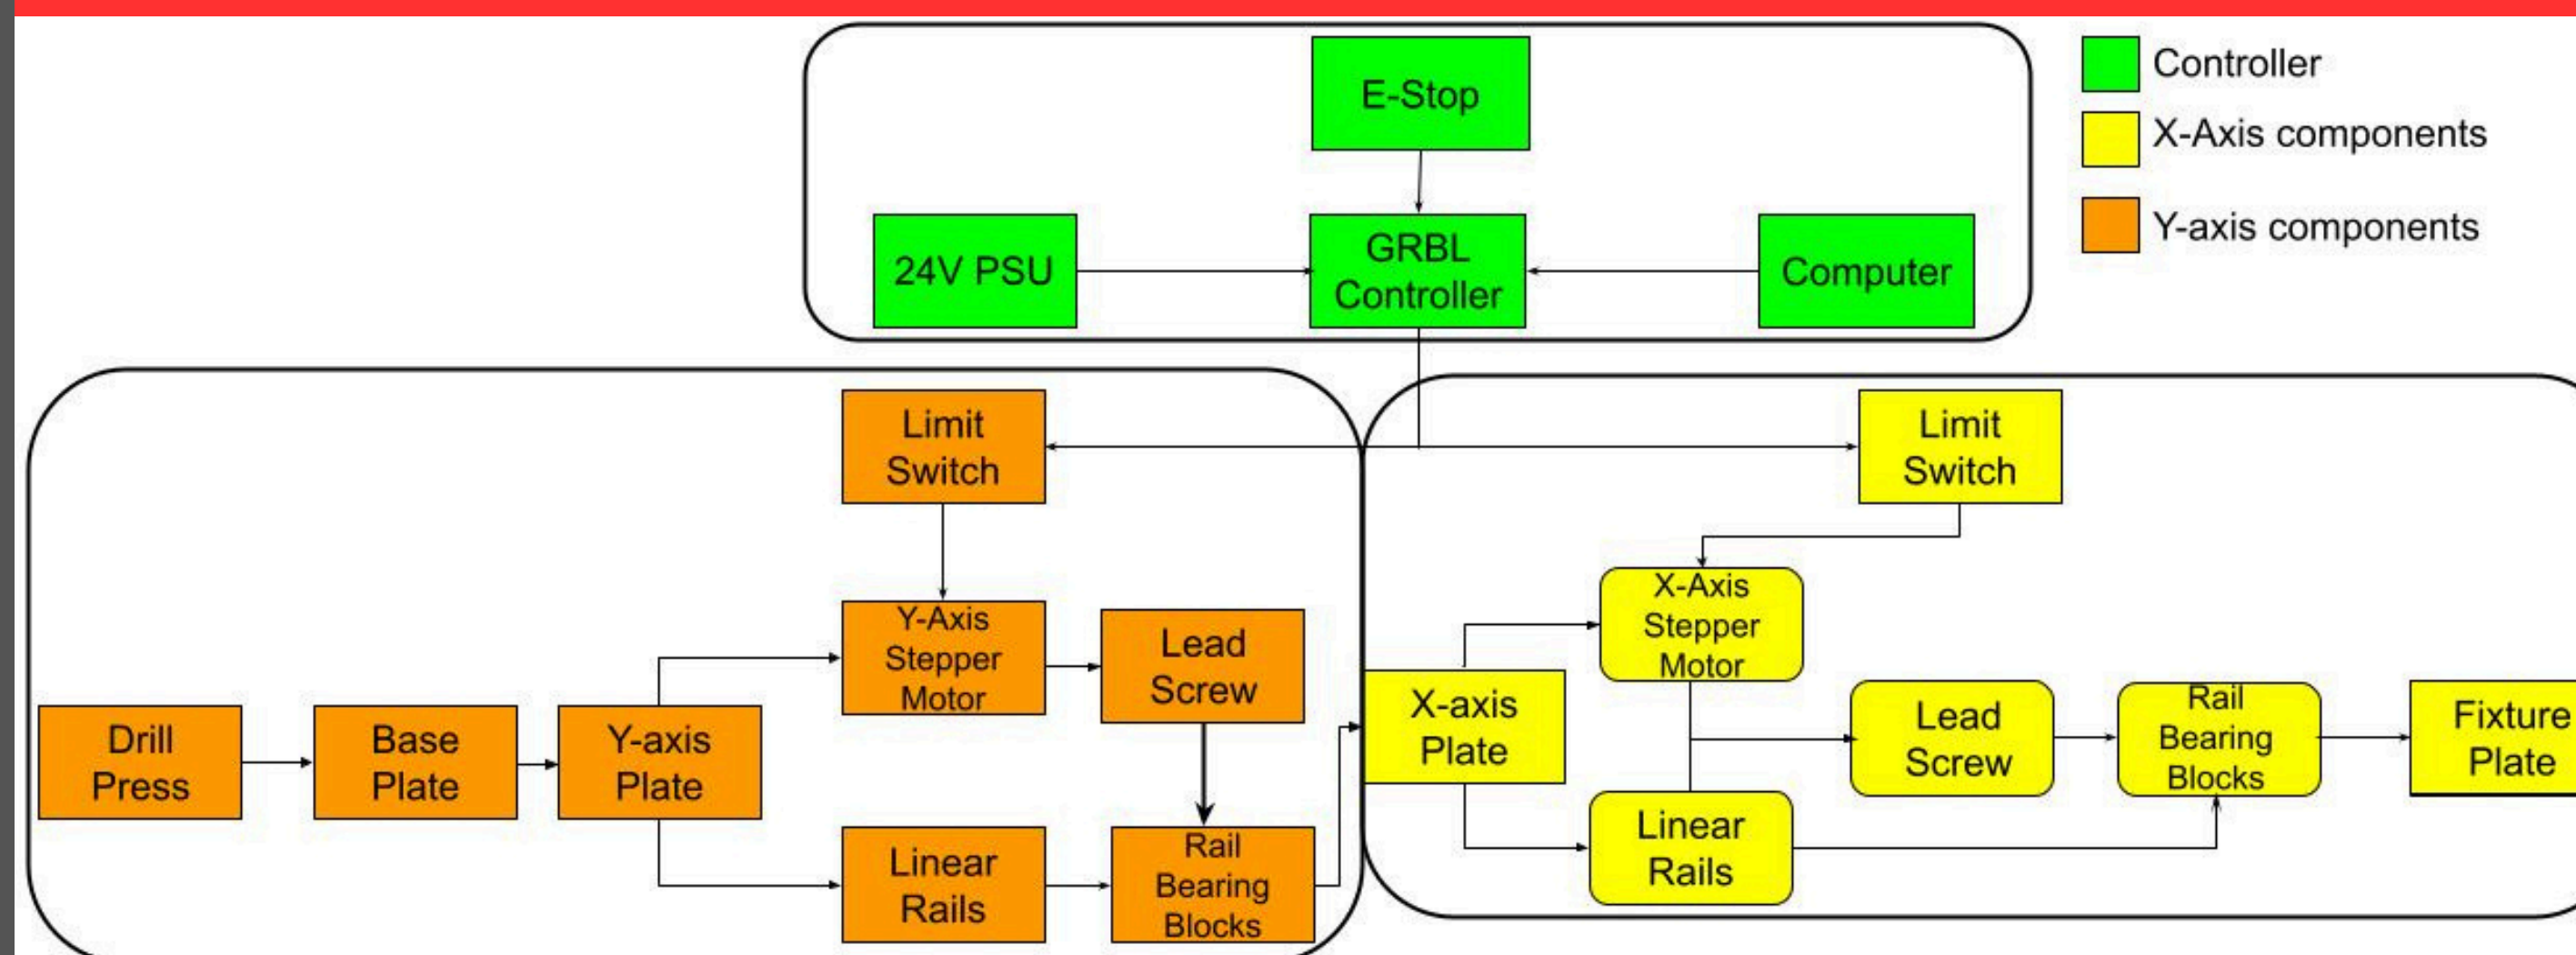 E-Stop
24V PSU
GRBL
Controller
Computer
Controller
X-Axis components
Y-axis components
Limit
Switch
Y-Axis
Stepper
Motor
Lead
Screw
Drill
Press
Base
Plate
Y-axis
Plate
Linear
Rails
Rail
Bearing
Blocks
Limit
Switch
X-Axis
Stepper
Motor
X-axis
Plate
Lead
Screw
Rail
Bearing
Blocks
Fixture
Plate
Linear
Rails